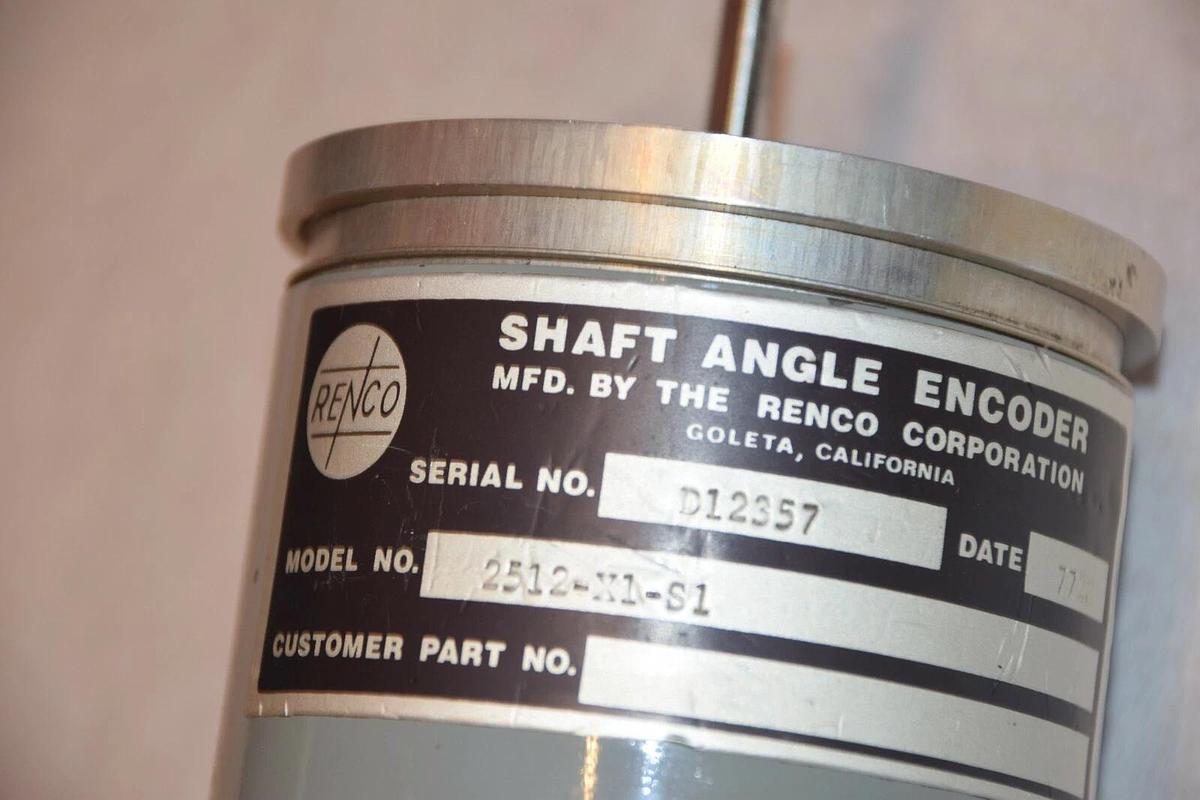 RENCO
SHAFT ANGLE ENCODER
MFD. BY THE RENCO CORPORATION
GOLETA, CALIFORNIA
SERIAL NO. D12357
DATE
MODEL NO. 2512-X1-S1
CUSTOMER PART NO.